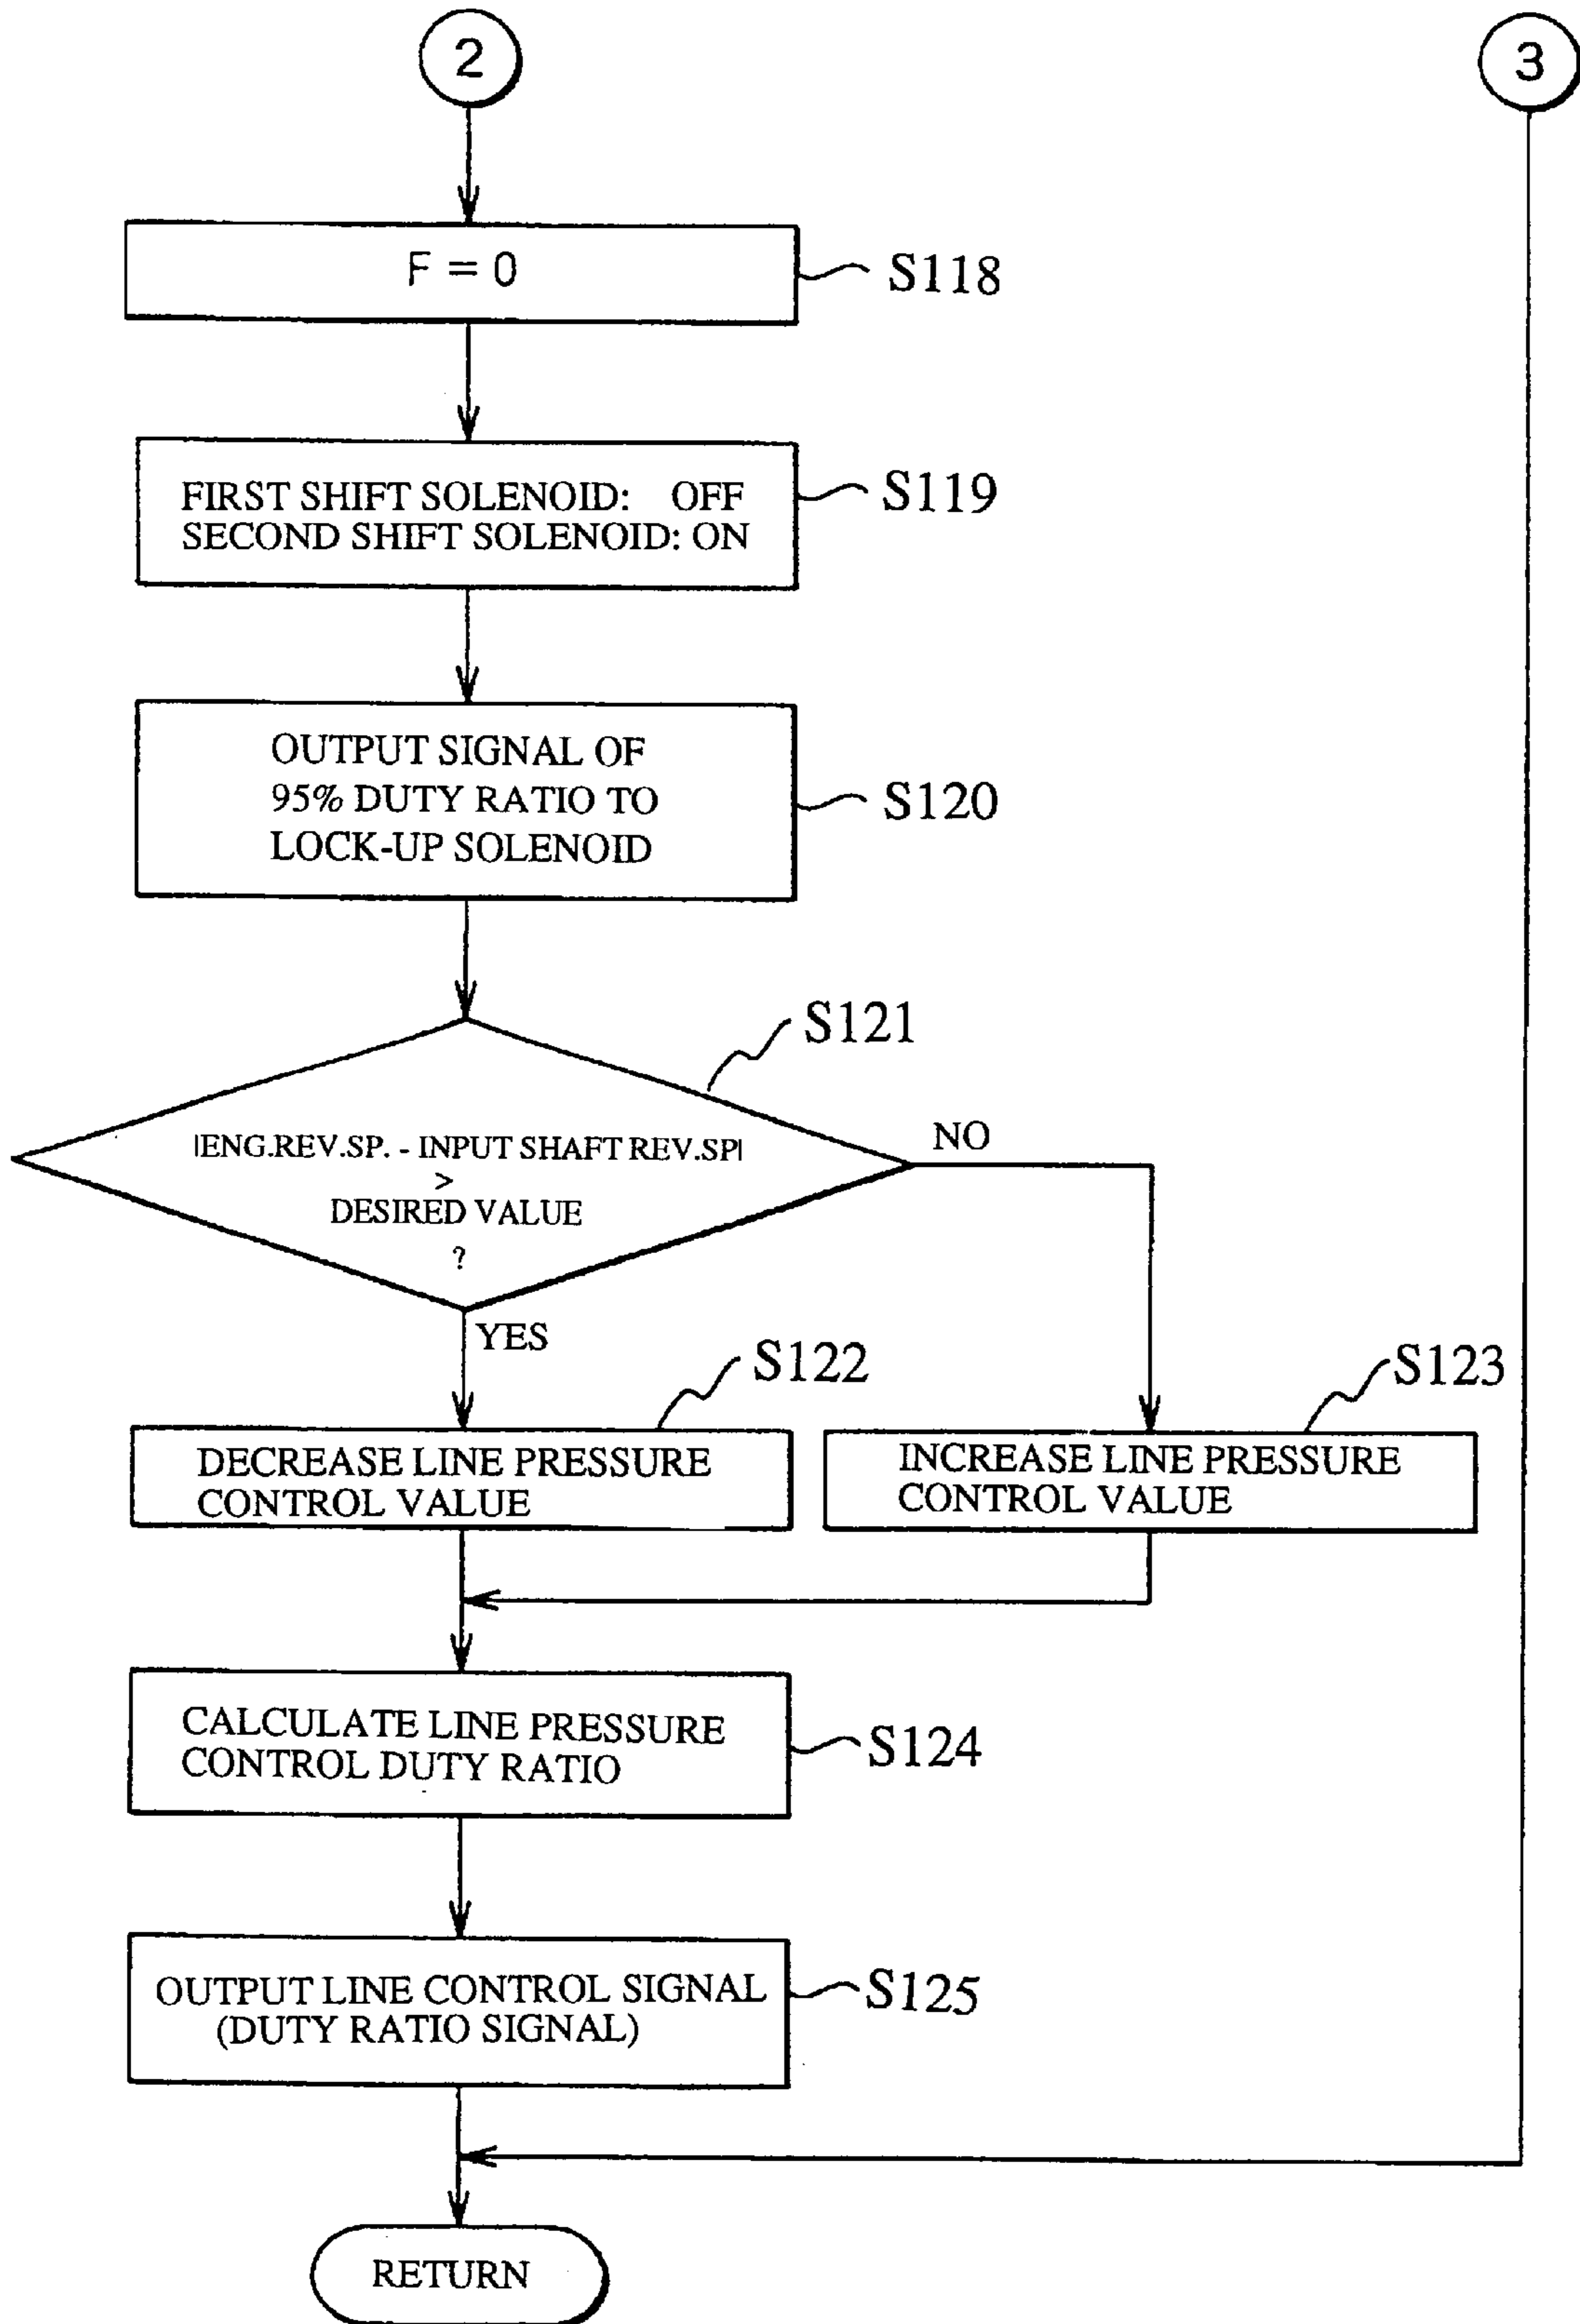 2
3
F = 0
S118
FIRST SHIFT SOLENOID: OFF
SECOND SHIFT SOLENOID: ON
S119
OUTPUT SIGNAL OF
95% DUTY RATIO TO
LOCK-UP SOLENOID
S120
S121
|ENG.REV.SP. - INPUT SHAFT REV.SP|
>
DESIRED VALUE
?
NO
YES
S122
S123
DECREASE LINE PRESSURE
CONTROL VALUE
INCREASE LINE PRESSURE
CONTROL VALUE
CALCULATE LINE PRESSURE
CONTROL DUTY RATIO
S124
OUTPUT LINE CONTROL SIGNAL
(DUTY RATIO SIGNAL)
S125
RETURN